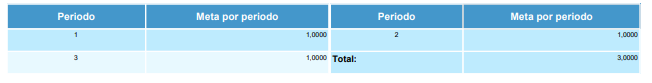 Periodo Meta por periodo Periodo Meta por periodo
1 1,0000 2 1,0000
3 1,0000 Total: 3,0000